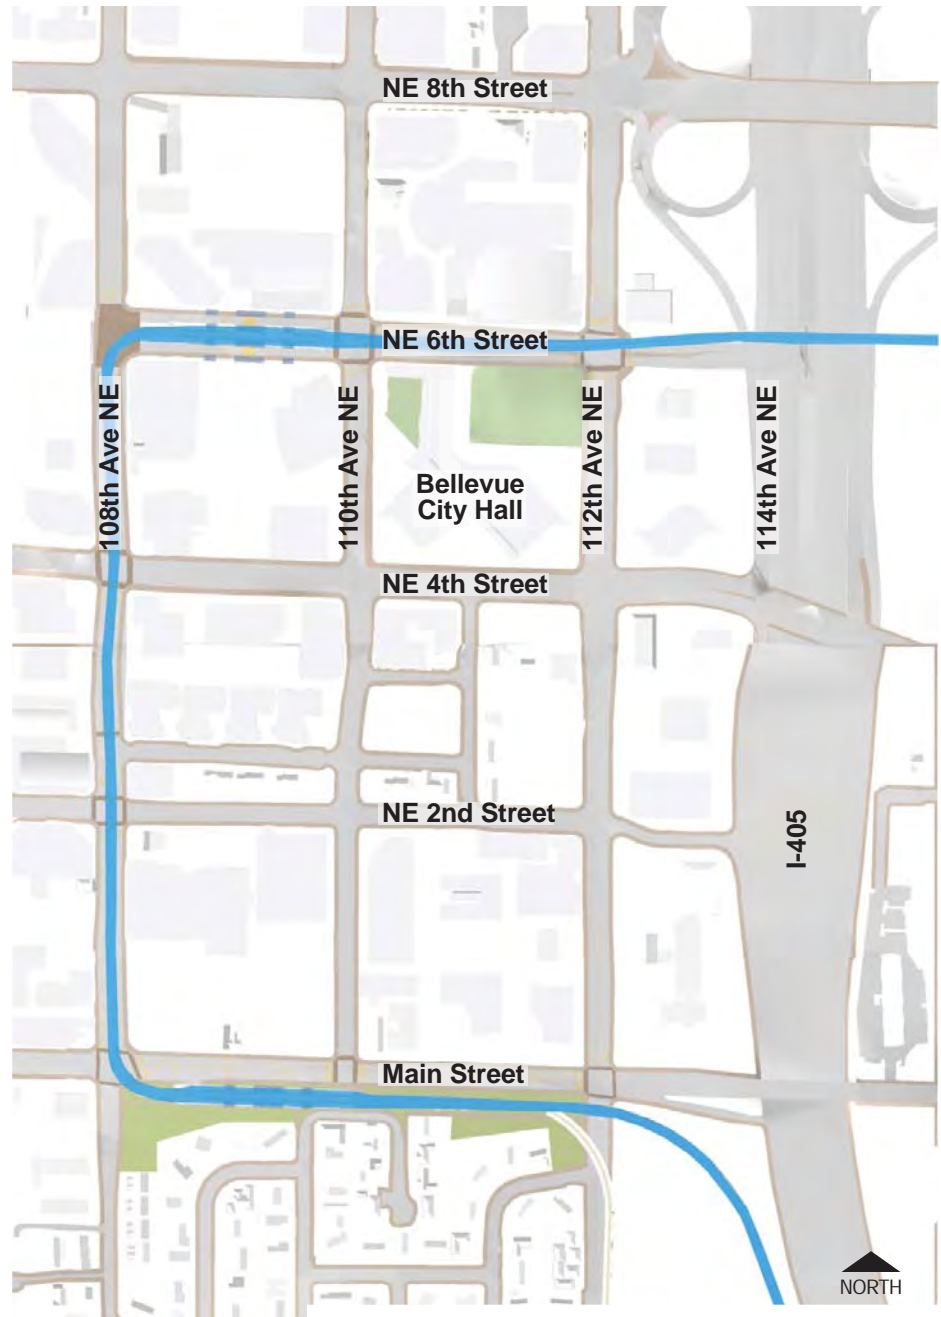 NE 8th Street
NE 6th Street
108th Ave NE
110th Ave NE
112th Ave NE
114th Ave NE
Bellevue
City Hall
NE 4th Street
NE 2nd Street
I-405
Main Street
NORTH